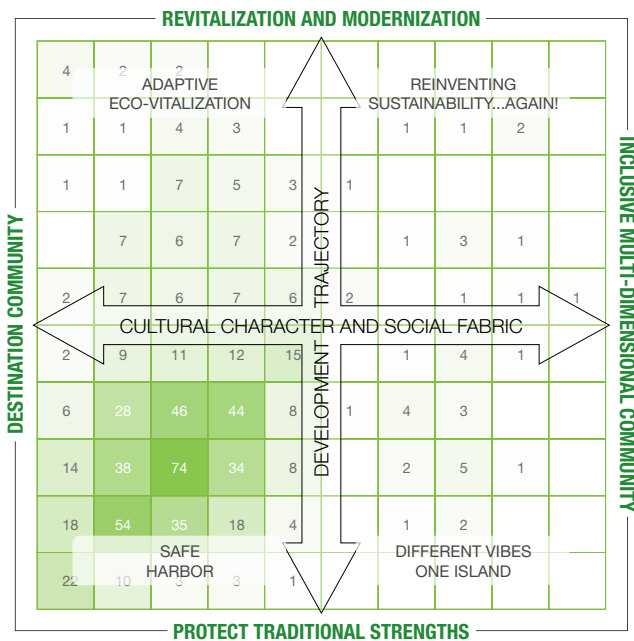 REVITALIZATION AND MODERNIZATION
4 2 2
ADAPTIVE
ECO-VITALIZATION
REINVENTING
SUSTAINABILITY...AGAIN!
1 1 4 3 1 1 2
1 1 7 5 3 1
7 6 7 2 1 3 1
2 7 6 7 6 2 1 1 1
CULTURAL CHARACTER AND SOCIAL FABRIC
DEVELOPMENT TRAJECTORY
DESTINATION COMMUNITY
INCLUSIVE MULTI-DIMENSIONAL COMMUNITY
2 9 11 12 15 1 4 1
6 28 46 44 8 1 4 3
14 38 74 34 8 2 5 1
18 54 35 18 4 1 2
SAFE
HARBOR
DIFFERENT VIBES
ONE ISLAND
22 10 3 3 1
PROTECT TRADITIONAL STRENGTHS